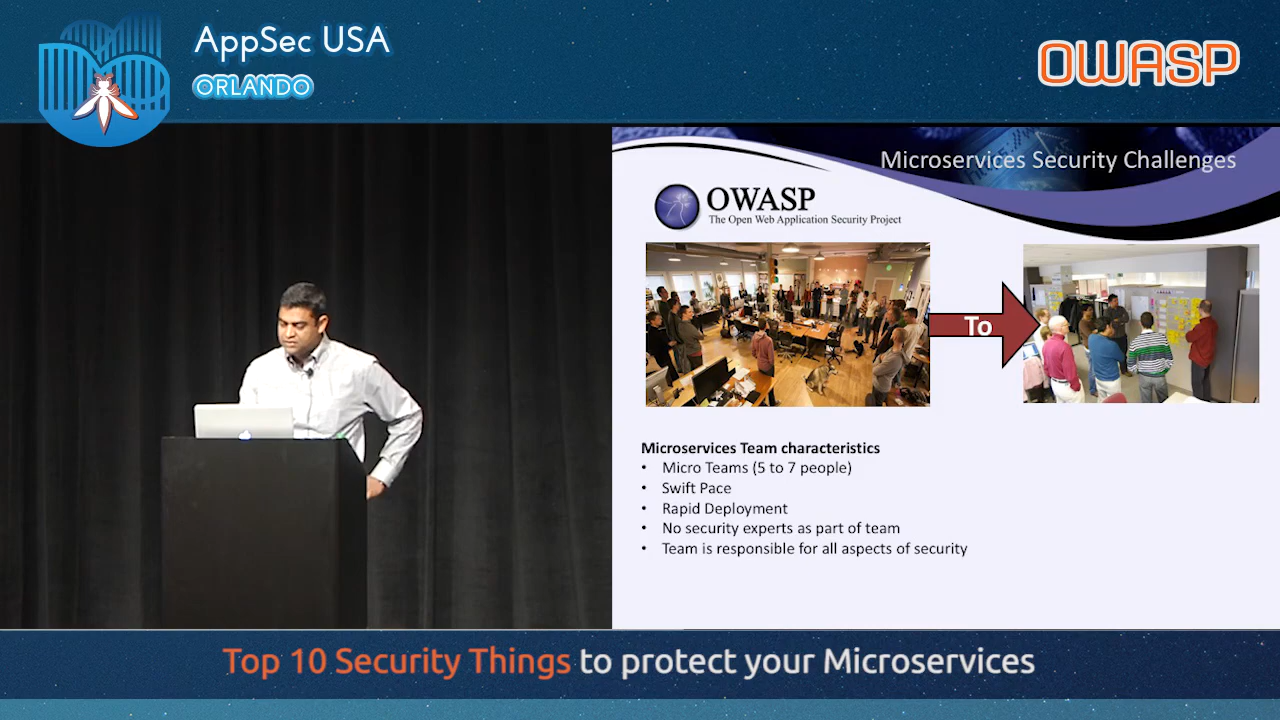 AppSec USA
ORLANDO
OWASP
Microservices Security Challenges
OWASP
The Open Web Application Security Project
To
Microservices Team characteristics
• Micro Teams (5 to 7 people)
• Swift Pace
• Rapid Deployment
• No security experts as part of team
• Team is responsible for all aspects of security
Top 10 Security Things to protect your Microservices